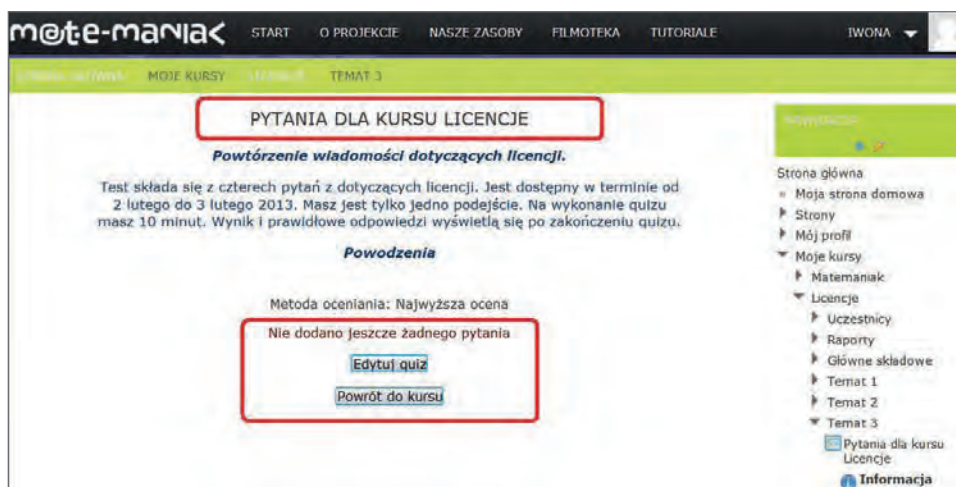 m@te-maniak START O PROJEKCIE NASZE ZASOBY FILMOTEKA TUTORIALE IWONA
STRONA GŁÓWNA MOJE KURSY LICENCJE TEMAT 3
PYTANIA DLA KURSU LICENCJE
Powtórzenie wiadomości dotyczących licencji.
Test składa się z czterech pytań z dotyczących licencji. Jest dostępny w terminie od
2 lutego do 3 lutego 2013. Masz jest tylko jedno podejście. Na wykonanie quizu
masz 10 minut. Wynik i prawidłowe odpowiedzi wyświetlą się po zakończeniu quizu.
Powodzenia
Metoda oceniania: Najwyższa ocena
Nie dodano jeszcze żadnego pytania
Edytuj quiz
Powrót do kursu
NAWIGACJA
Strona główna
Moja strona domowa
Strony
Mój profil
Moje kursy
Matemaniak
Licencje
Uczestnicy
Raporty
Główne składowe
Temat 1
Temat 2
Temat 3
Pytania dla kursu
Licencje
Informacja